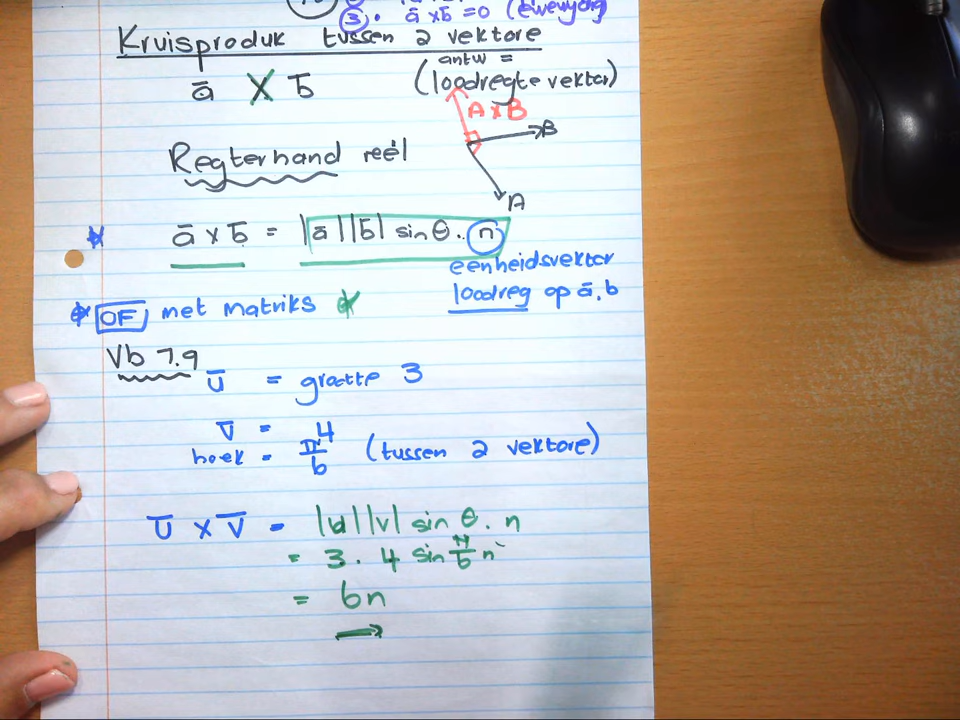 3. ā x b̄ = 0 (ewewydig)
Kruisproduk tussen 2 vektore
ā X b̄
(antw = loodregte vektor)
A x B
B
A
Regterhand reël
* ā x b̄ = |ā||b̄| sin θ . n
eenheidsvektor
loodreg op ā, b
* OF met matriks *
Vb 7.9
ū = grootte 3
v̄ = 4
hoek = π/6 (tussen 2 vektore)
ū x v̄ = |u||v| sin θ . n
= 3 . 4 sin π/6 n
= 6n